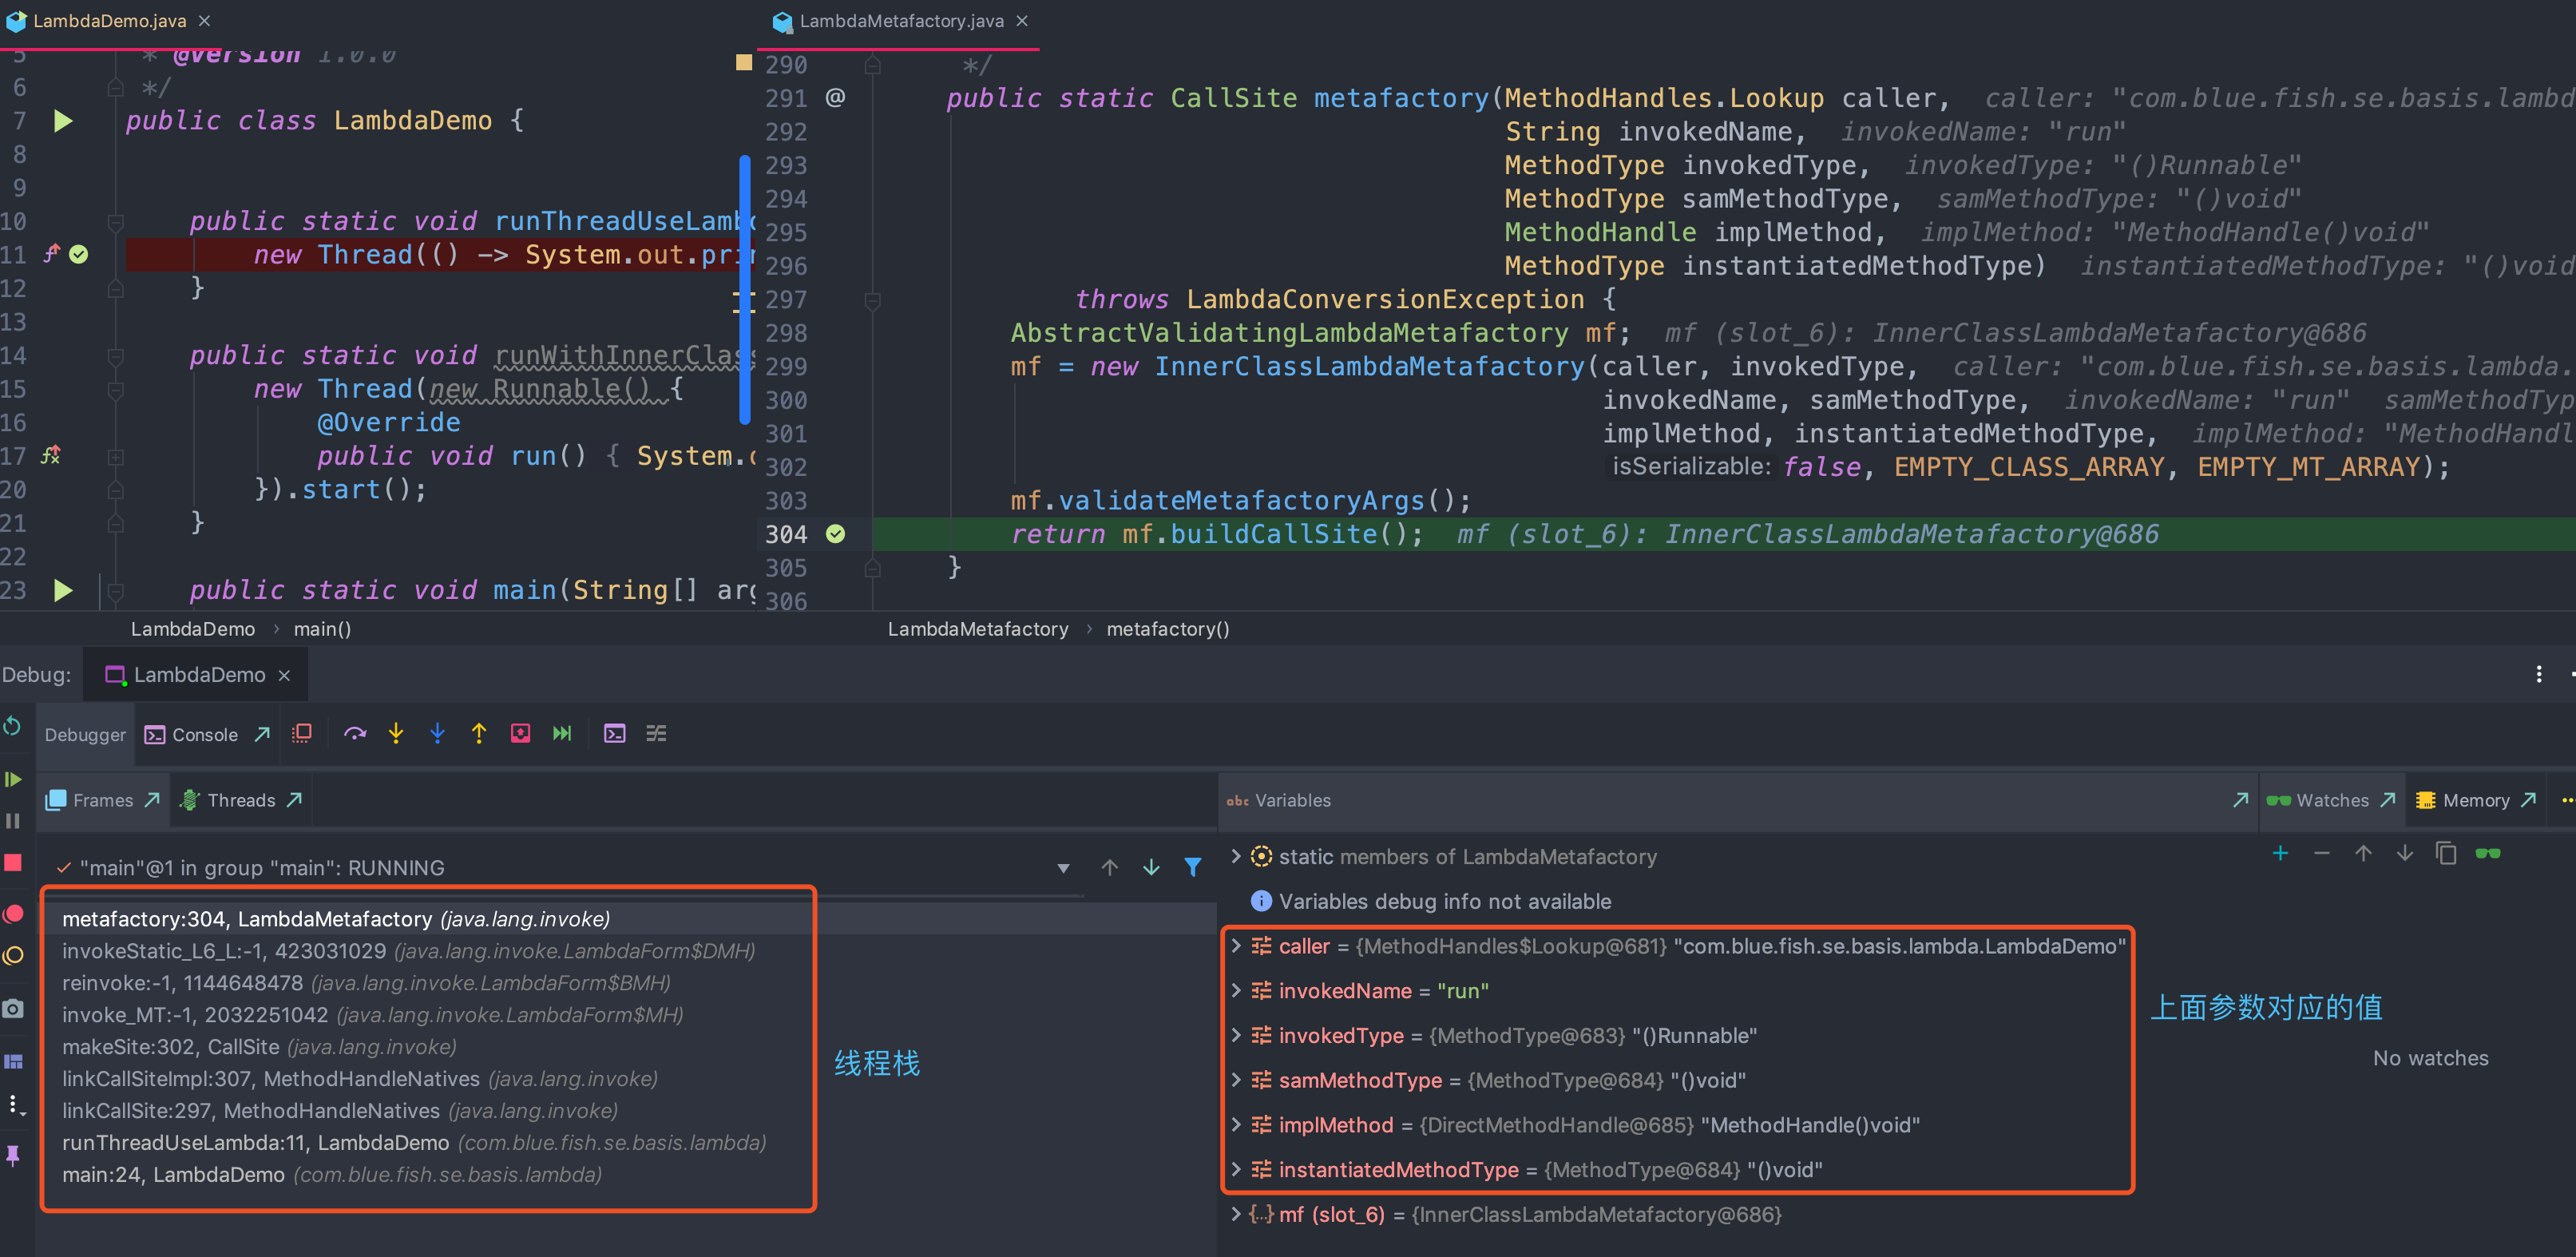 LambdaDemo.java
5 * @version 1.0.0
6 */
7 public class LambdaDemo {
8
9
10 public static void runThreadUseLambd
11 new Thread(() -> System.out.prin
12 }
13
14 public static void runWithInnerClass
15 new Thread(new Runnable() {
16 @Override
17 public void run() { System.o
20 }).start();
21 }
22
23 public static void main(String[] arg
LambdaDemo › main()
LambdaMetafactory.java
290 */
291 @ public static CallSite metafactory(MethodHandles.Lookup caller, caller: "com.blue.fish.se.basis.lambd
292 String invokedName, invokedName: "run"
293 MethodType invokedType, invokedType: "()Runnable"
294 MethodType samMethodType, samMethodType: "()void"
295 MethodHandle implMethod, implMethod: "MethodHandle()void"
296 MethodType instantiatedMethodType) instantiatedMethodType: "()void
297 throws LambdaConversionException {
298 AbstractValidatingLambdaMetafactory mf; mf (slot_6): InnerClassLambdaMetafactory@686
299 mf = new InnerClassLambdaMetafactory(caller, invokedType, caller: "com.blue.fish.se.basis.lambda.
300 invokedName, samMethodType, invokedName: "run" samMethodTyp
301 implMethod, instantiatedMethodType, implMethod: "MethodHandl
302 isSerializable: false, EMPTY_CLASS_ARRAY, EMPTY_MT_ARRAY);
303 mf.validateMetafactoryArgs();
304 return mf.buildCallSite(); mf (slot_6): InnerClassLambdaMetafactory@686
305 }
306
LambdaMetafactory › metafactory()
Debug: LambdaDemo
Debugger Console
Frames Threads
"main"@1 in group "main": RUNNING
metafactory:304, LambdaMetafactory (java.lang.invoke)
invokeStatic_L6_L:-1, 423031029 (java.lang.invoke.LambdaForm$DMH)
reinvoke:-1, 1144648478 (java.lang.invoke.LambdaForm$BMH)
invoke_MT:-1, 2032251042 (java.lang.invoke.LambdaForm$MH)
makeSite:302, CallSite (java.lang.invoke)
linkCallSiteImpl:307, MethodHandleNatives (java.lang.invoke)
linkCallSite:297, MethodHandleNatives (java.lang.invoke)
runThreadUseLambda:11, LambdaDemo (com.blue.fish.se.basis.lambda)
main:24, LambdaDemo (com.blue.fish.se.basis.lambda)
线程栈
abc Variables
Watches Memory
static members of LambdaMetafactory
Variables debug info not available
caller = {MethodHandles$Lookup@681} "com.blue.fish.se.basis.lambda.LambdaDemo"
invokedName = "run"
invokedType = {MethodType@683} "()Runnable"
samMethodType = {MethodType@684} "()void"
implMethod = {DirectMethodHandle@685} "MethodHandle()void"
instantiatedMethodType = {MethodType@684} "()void"
mf (slot_6) = {InnerClassLambdaMetafactory@686}
上面参数对应的值
No watches